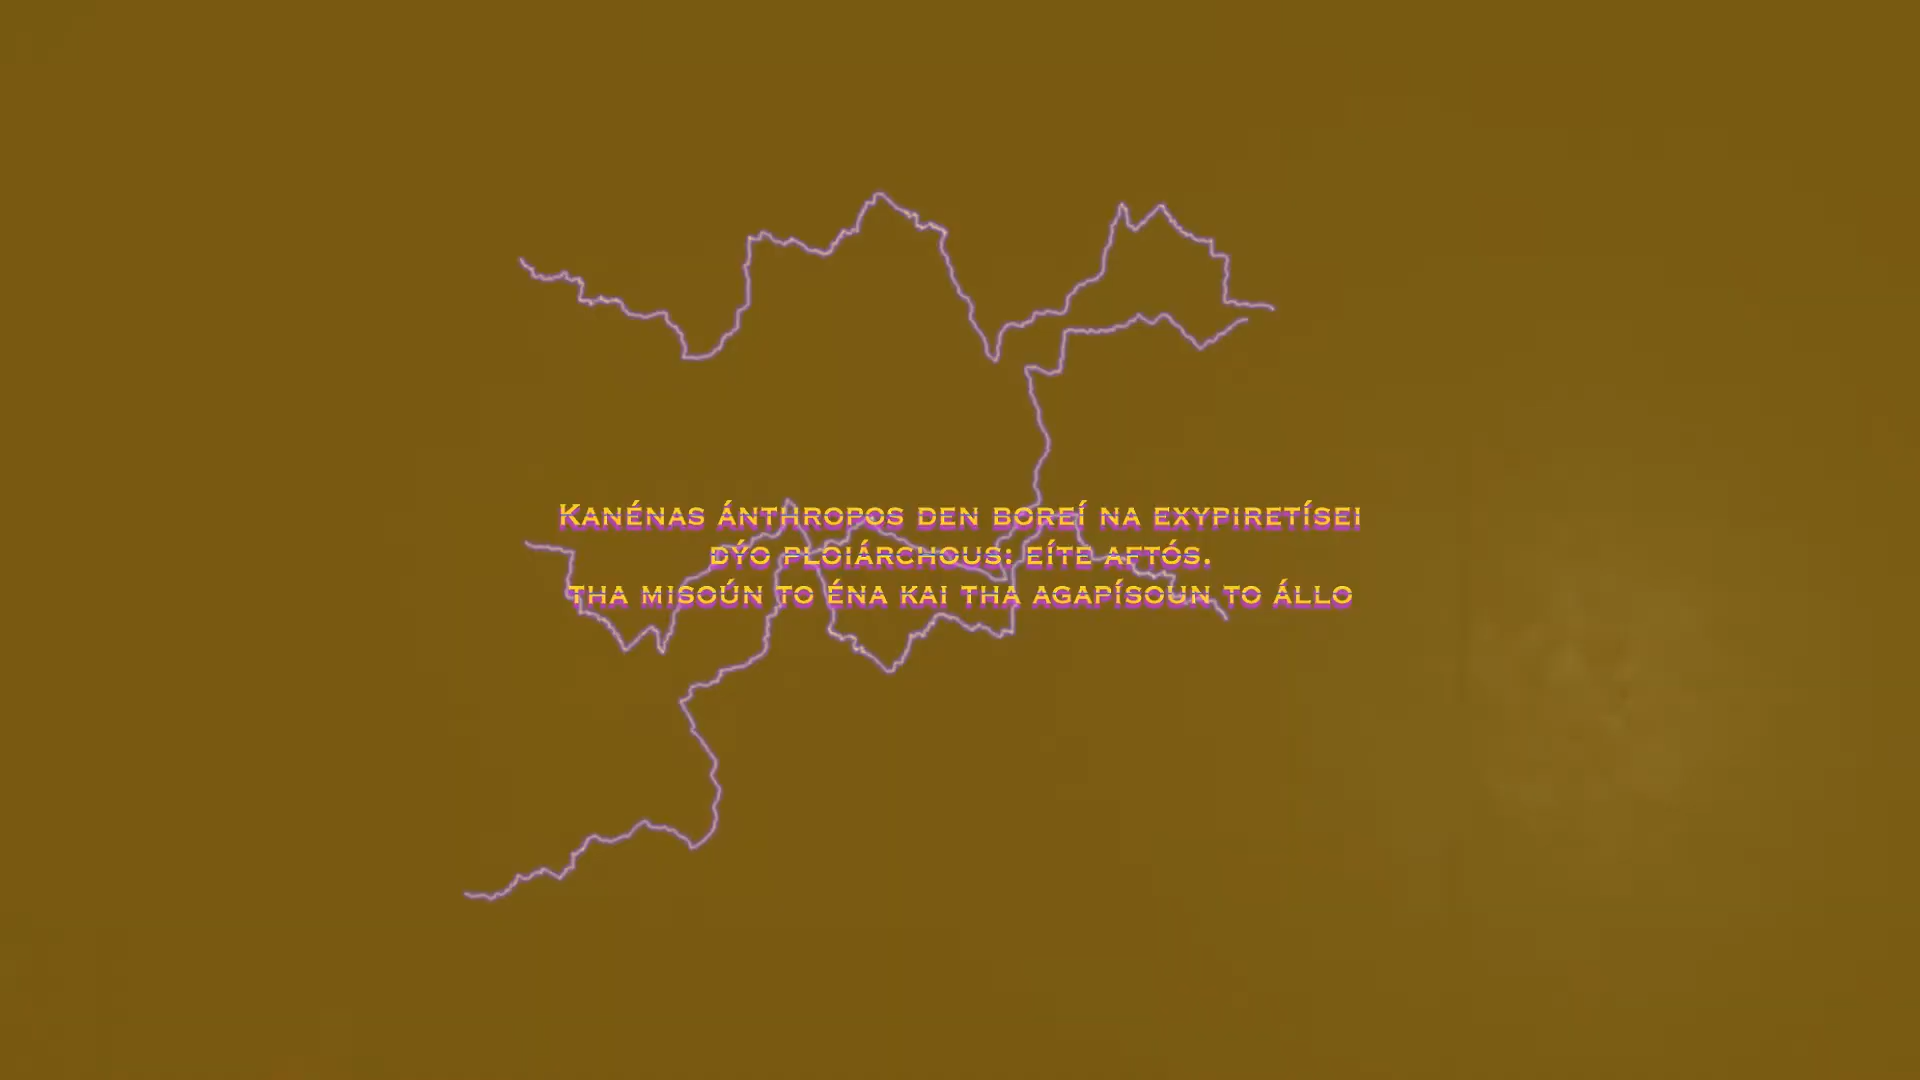 Kanénas ánthropos den boreí na exypiretísei
dýo ploiárchous: eíte aftós.
tha misoún to éna kai tha agapísoun to állo